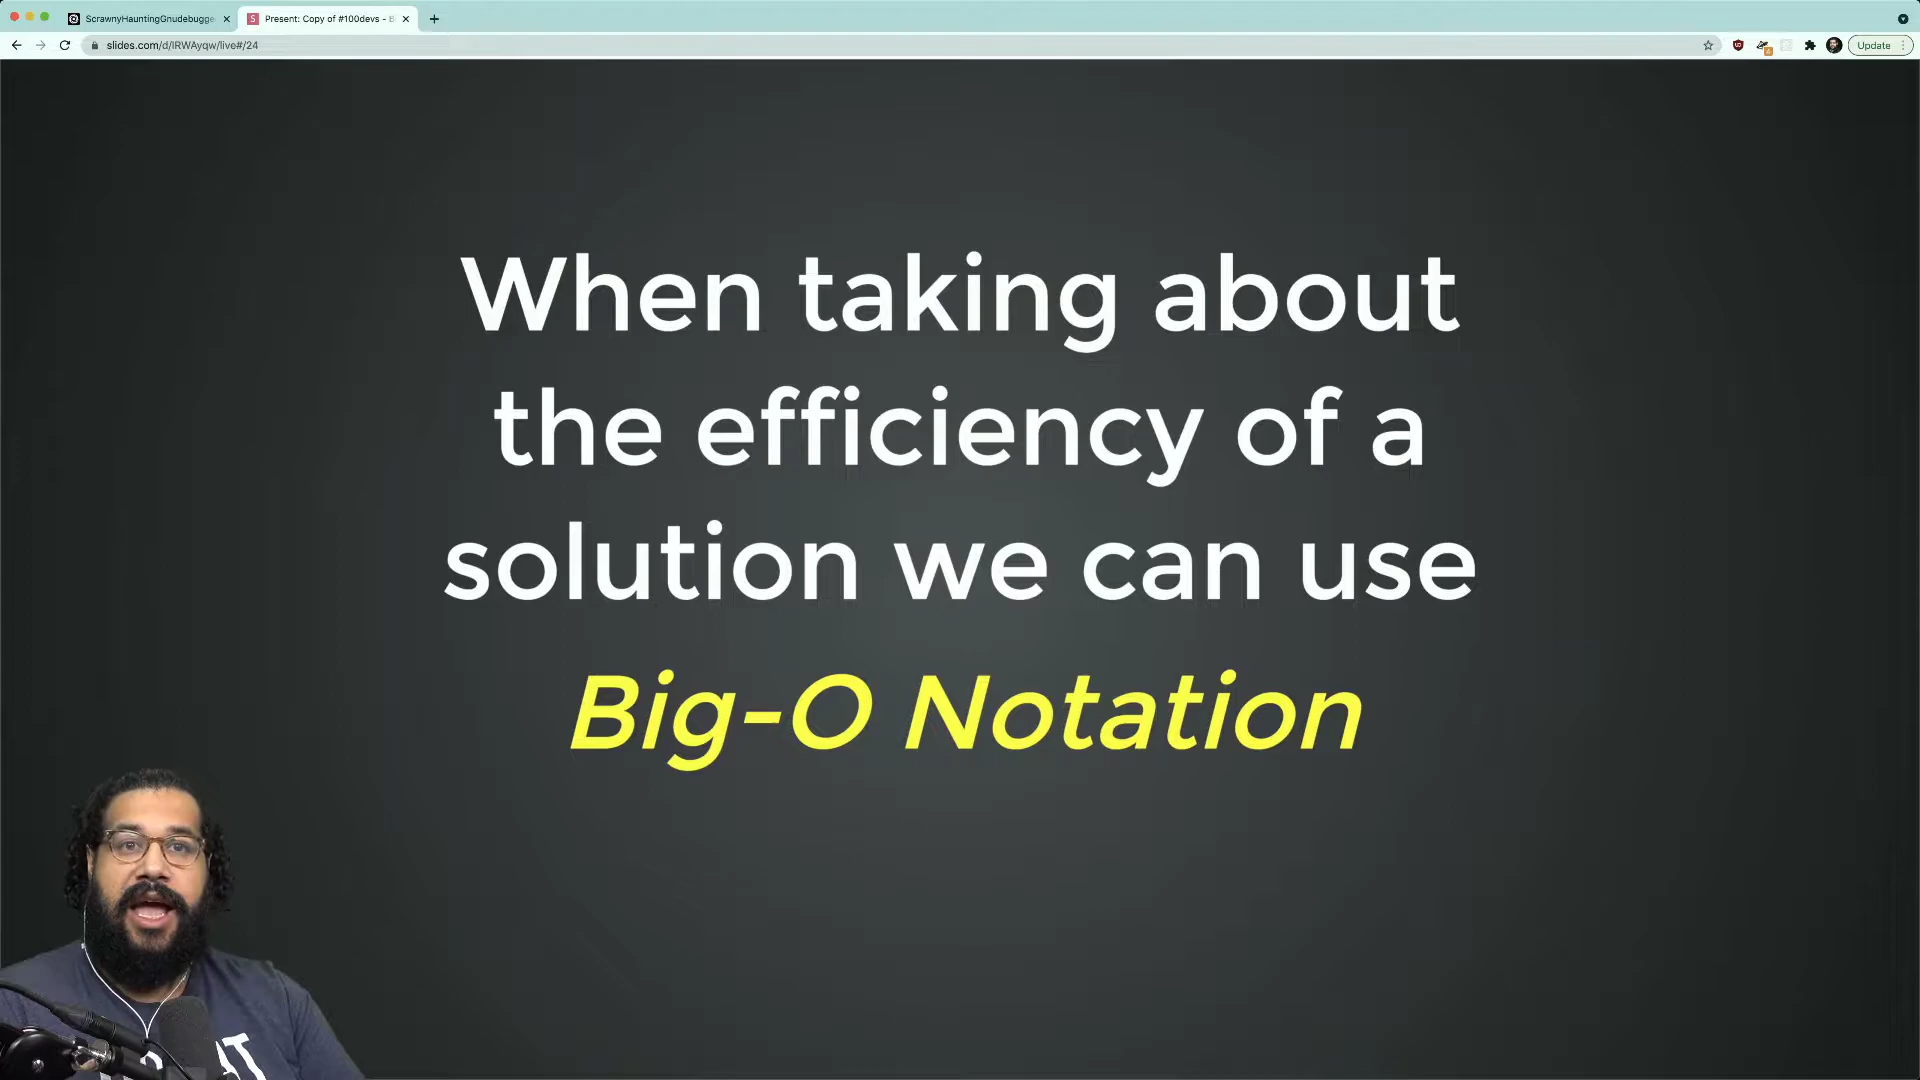 ScrawnyHauntingGnudebugge
Present: Copy of #100devs - B
slides.com/d/IRWAyqw/live#/24
Update
When taking about
the efficiency of a
solution we can use
Big-O Notation